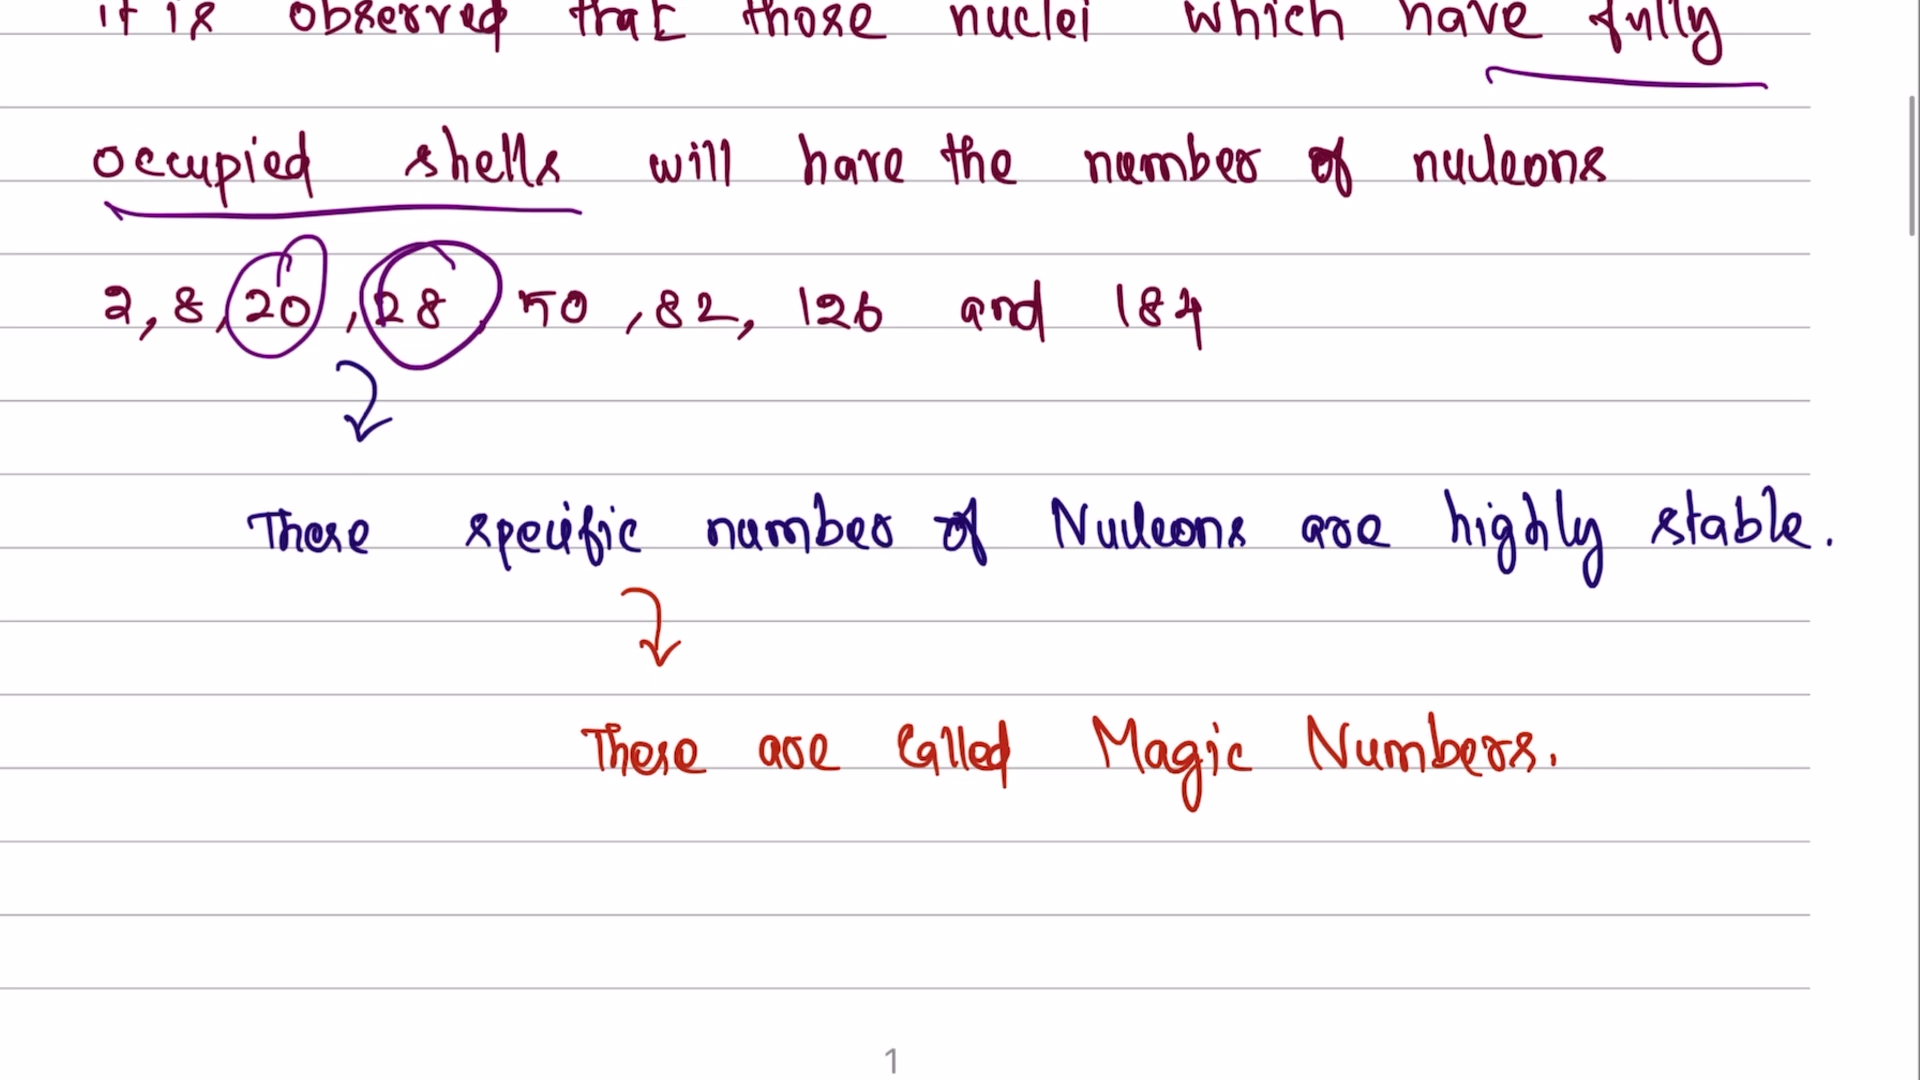 it is observed that those nuclei which have fully
occupied shells will have the number of nucleons
2, 8, 20, 28, 50, 82, 126 and 184
These specific number of Nucleons are highly stable.
These are called Magic Numbers.
1